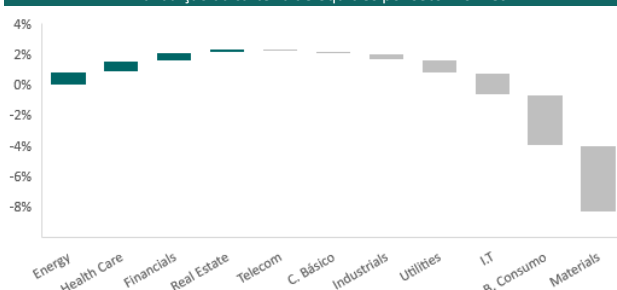 4%
2%
0%
-2%
-4%
-6%
-8%
Energy
Health Care
Financials
Real Estate
Telecom
C. Básico
Industrials
Utilities
I.T
B. Consumo
Materials